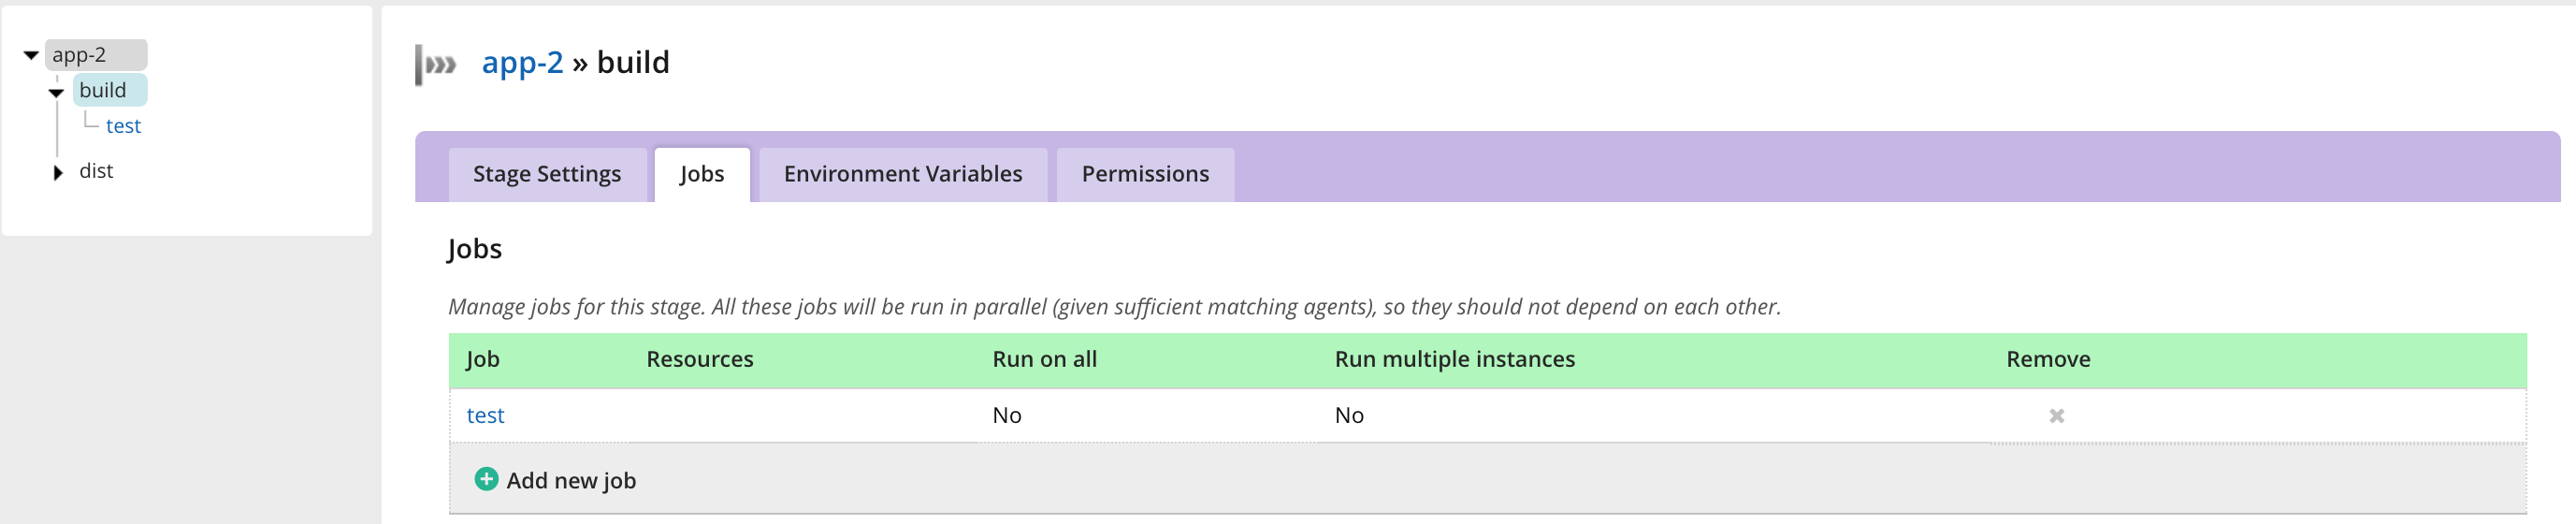 app-2
build
test
dist
app-2 » build
Stage Settings Jobs Environment Variables Permissions
Jobs
Manage jobs for this stage. All these jobs will be run in parallel (given sufficient matching agents), so they should not depend on each other.
Job Resources Run on all Run multiple instances Remove
test No No
Add new job